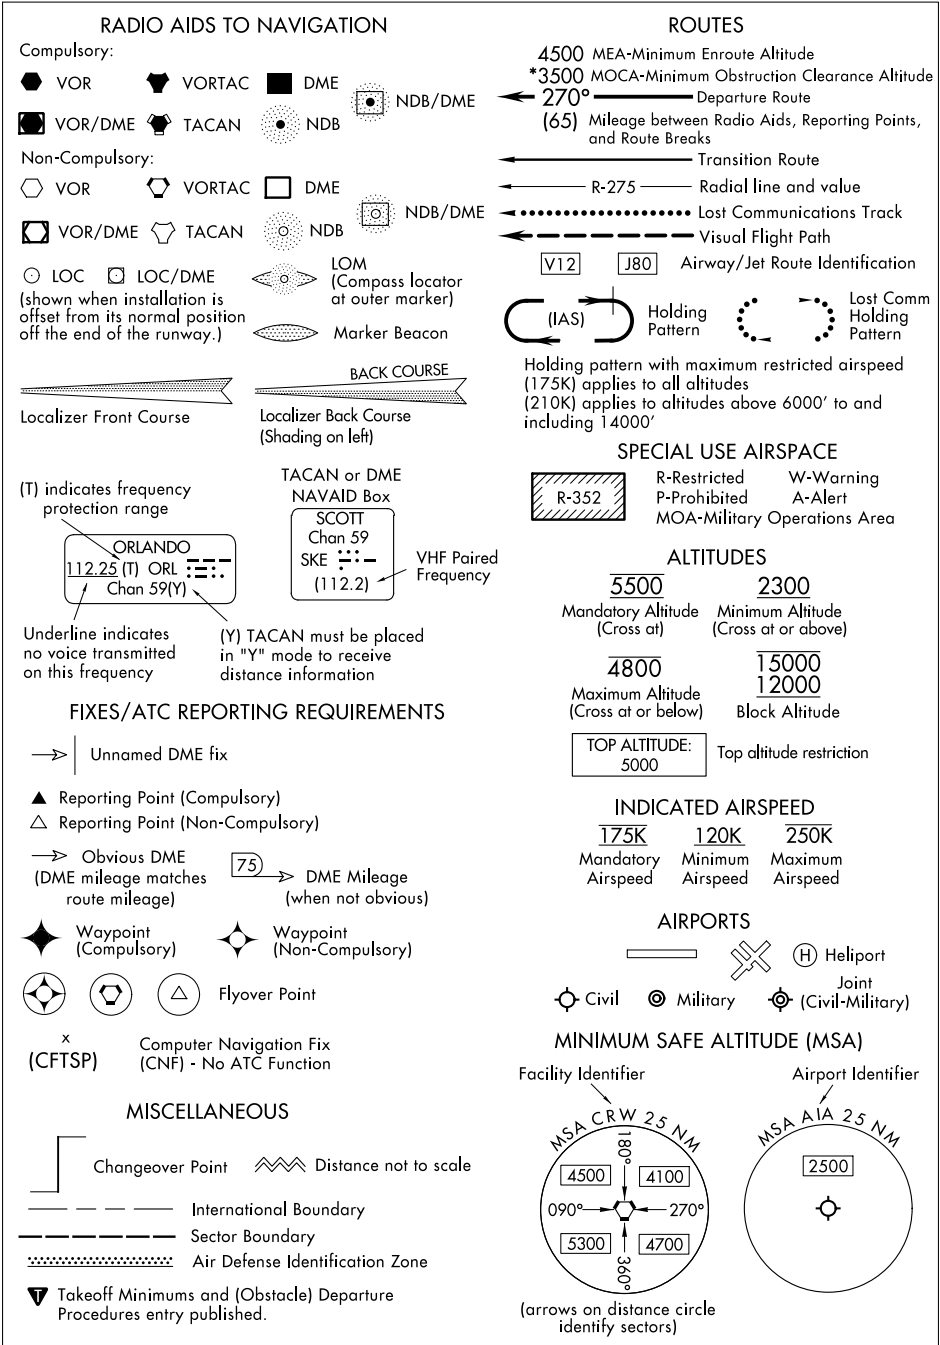 RADIO AIDS TO NAVIGATION
Compulsory:
VOR
VORTAC
DME
NDB/DME
VOR/DME
TACAN
NDB
Non-Compulsory:
VOR
VORTAC
DME
NDB/DME
VOR/DME
TACAN
NDB
LOC
LOC/DME
(shown when installation is
offset from its normal position
off the end of the runway.)
LOM
(Compass locator
at outer marker)
Marker Beacon
Localizer Front Course
BACK COURSE
Localizer Back Course
(Shading on left)
(T) indicates frequency
protection range
ORLANDO
112.25 (T) ORL
Chan 59(Y)
Underline indicates
no voice transmitted
on this frequency
(Y) TACAN must be placed
in "Y" mode to receive
distance information
TACAN or DME
NAVAID Box
SCOTT
Chan 59
SKE
(112.2)
VHF Paired
Frequency
FIXES/ATC REPORTING REQUIREMENTS
Unnamed DME fix
Reporting Point (Compulsory)
Reporting Point (Non-Compulsory)
Obvious DME
(DME mileage matches
route mileage)
75
DME Mileage
(when not obvious)
Waypoint
(Compulsory)
Waypoint
(Non-Compulsory)
Flyover Point
x
(CFTSP)
Computer Navigation Fix
(CNF) - No ATC Function
MISCELLANEOUS
Changeover Point
Distance not to scale
International Boundary
Sector Boundary
Air Defense Identification Zone
T
Takeoff Minimums and (Obstacle) Departure
Procedures entry published.
ROUTES
4500 MEA-Minimum Enroute Altitude
*3500 MOCA-Minimum Obstruction Clearance Altitude
270° Departure Route
(65) Mileage between Radio Aids, Reporting Points,
and Route Breaks
Transition Route
R-275 Radial line and value
Lost Communications Track
Visual Flight Path
V12 J80 Airway/Jet Route Identification
(IAS)
Holding
Pattern
Lost Comm
Holding
Pattern
Holding pattern with maximum restricted airspeed
(175K) applies to all altitudes
(210K) applies to altitudes above 6000' to and
including 14000'
SPECIAL USE AIRSPACE
R-352
R-Restricted W-Warning
P-Prohibited A-Alert
MOA-Military Operations Area
ALTITUDES
5500
Mandatory Altitude
(Cross at)
2300
Minimum Altitude
(Cross at or above)
4800
Maximum Altitude
(Cross at or below)
15000
12000
Block Altitude
TOP ALTITUDE:
5000
Top altitude restriction
INDICATED AIRSPEED
175K
Mandatory
Airspeed
120K
Minimum
Airspeed
250K
Maximum
Airspeed
AIRPORTS
H Heliport
Civil
Military
Joint
(Civil-Military)
MINIMUM SAFE ALTITUDE (MSA)
Facility Identifier
MSA CRW 25 NM
180°
4500
4100
090°
270°
5300
4700
360°
(arrows on distance circle
identify sectors)
Airport Identifier
MSA AIA 25 NM
2500